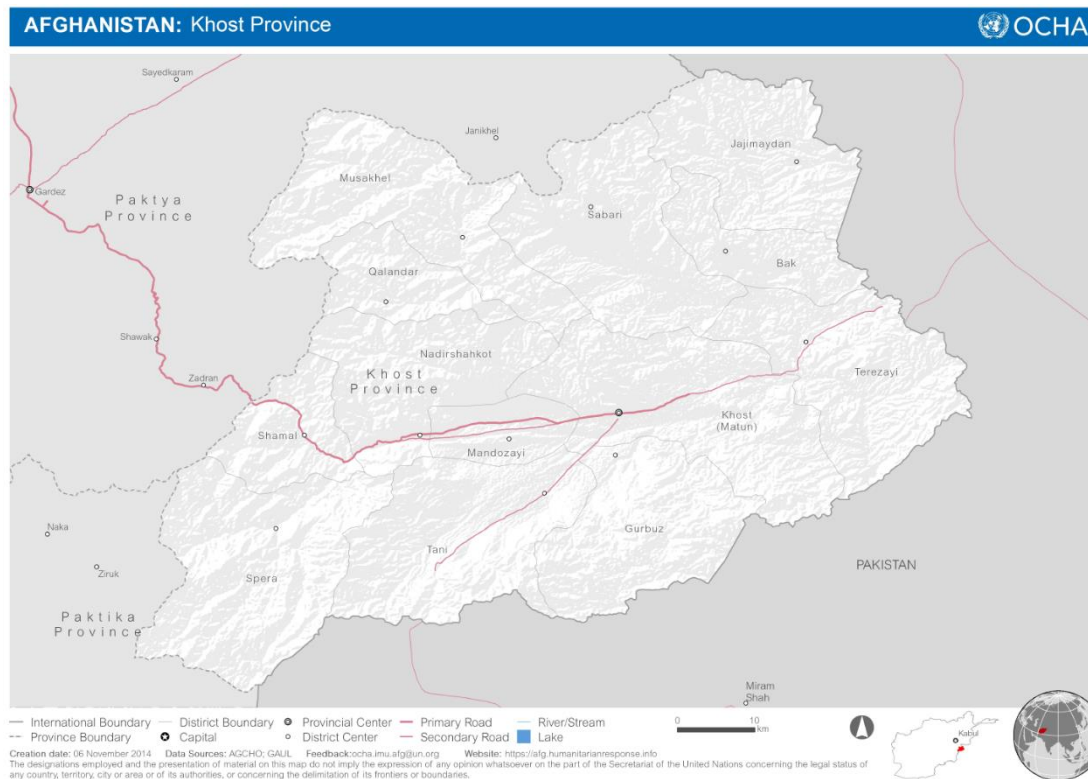 AFGHANISTAN: Khost Province
OCHA
Sayedkaram
Janikhel
Jajimaydan
Musakhel
Gardez
Paktya
Province
Sabari
Bak
Qalandar
Shawak
Nadirshahkot
Zadran
Khost
Province
Terezayi
Khost
(Matun)
Shamal
Mandozayi
Naka
Gurbuz
Tani
Ziruk
Spera
PAKISTAN
Paktika
Province
Miram
Shah
International Boundary District Boundary Provincial Center Primary Road River/Stream
Province Boundary Capital District Center Secondary Road Lake
0 10
km
Kabul
Creation date: 06 November 2014 Data Sources: AGCHO; GAUL Feedback:ocha.imu.afg@un.org Website: https://afg.humanitarianresponse.info
The designations employed and the presentation of material on this map do not imply the expression of any opinion whatsoever on the part of the Secretariat of the United Nations concerning the legal status of
any country, territory, city or area or of its authorities, or concerning the delimitation of its frontiers or boundaries.